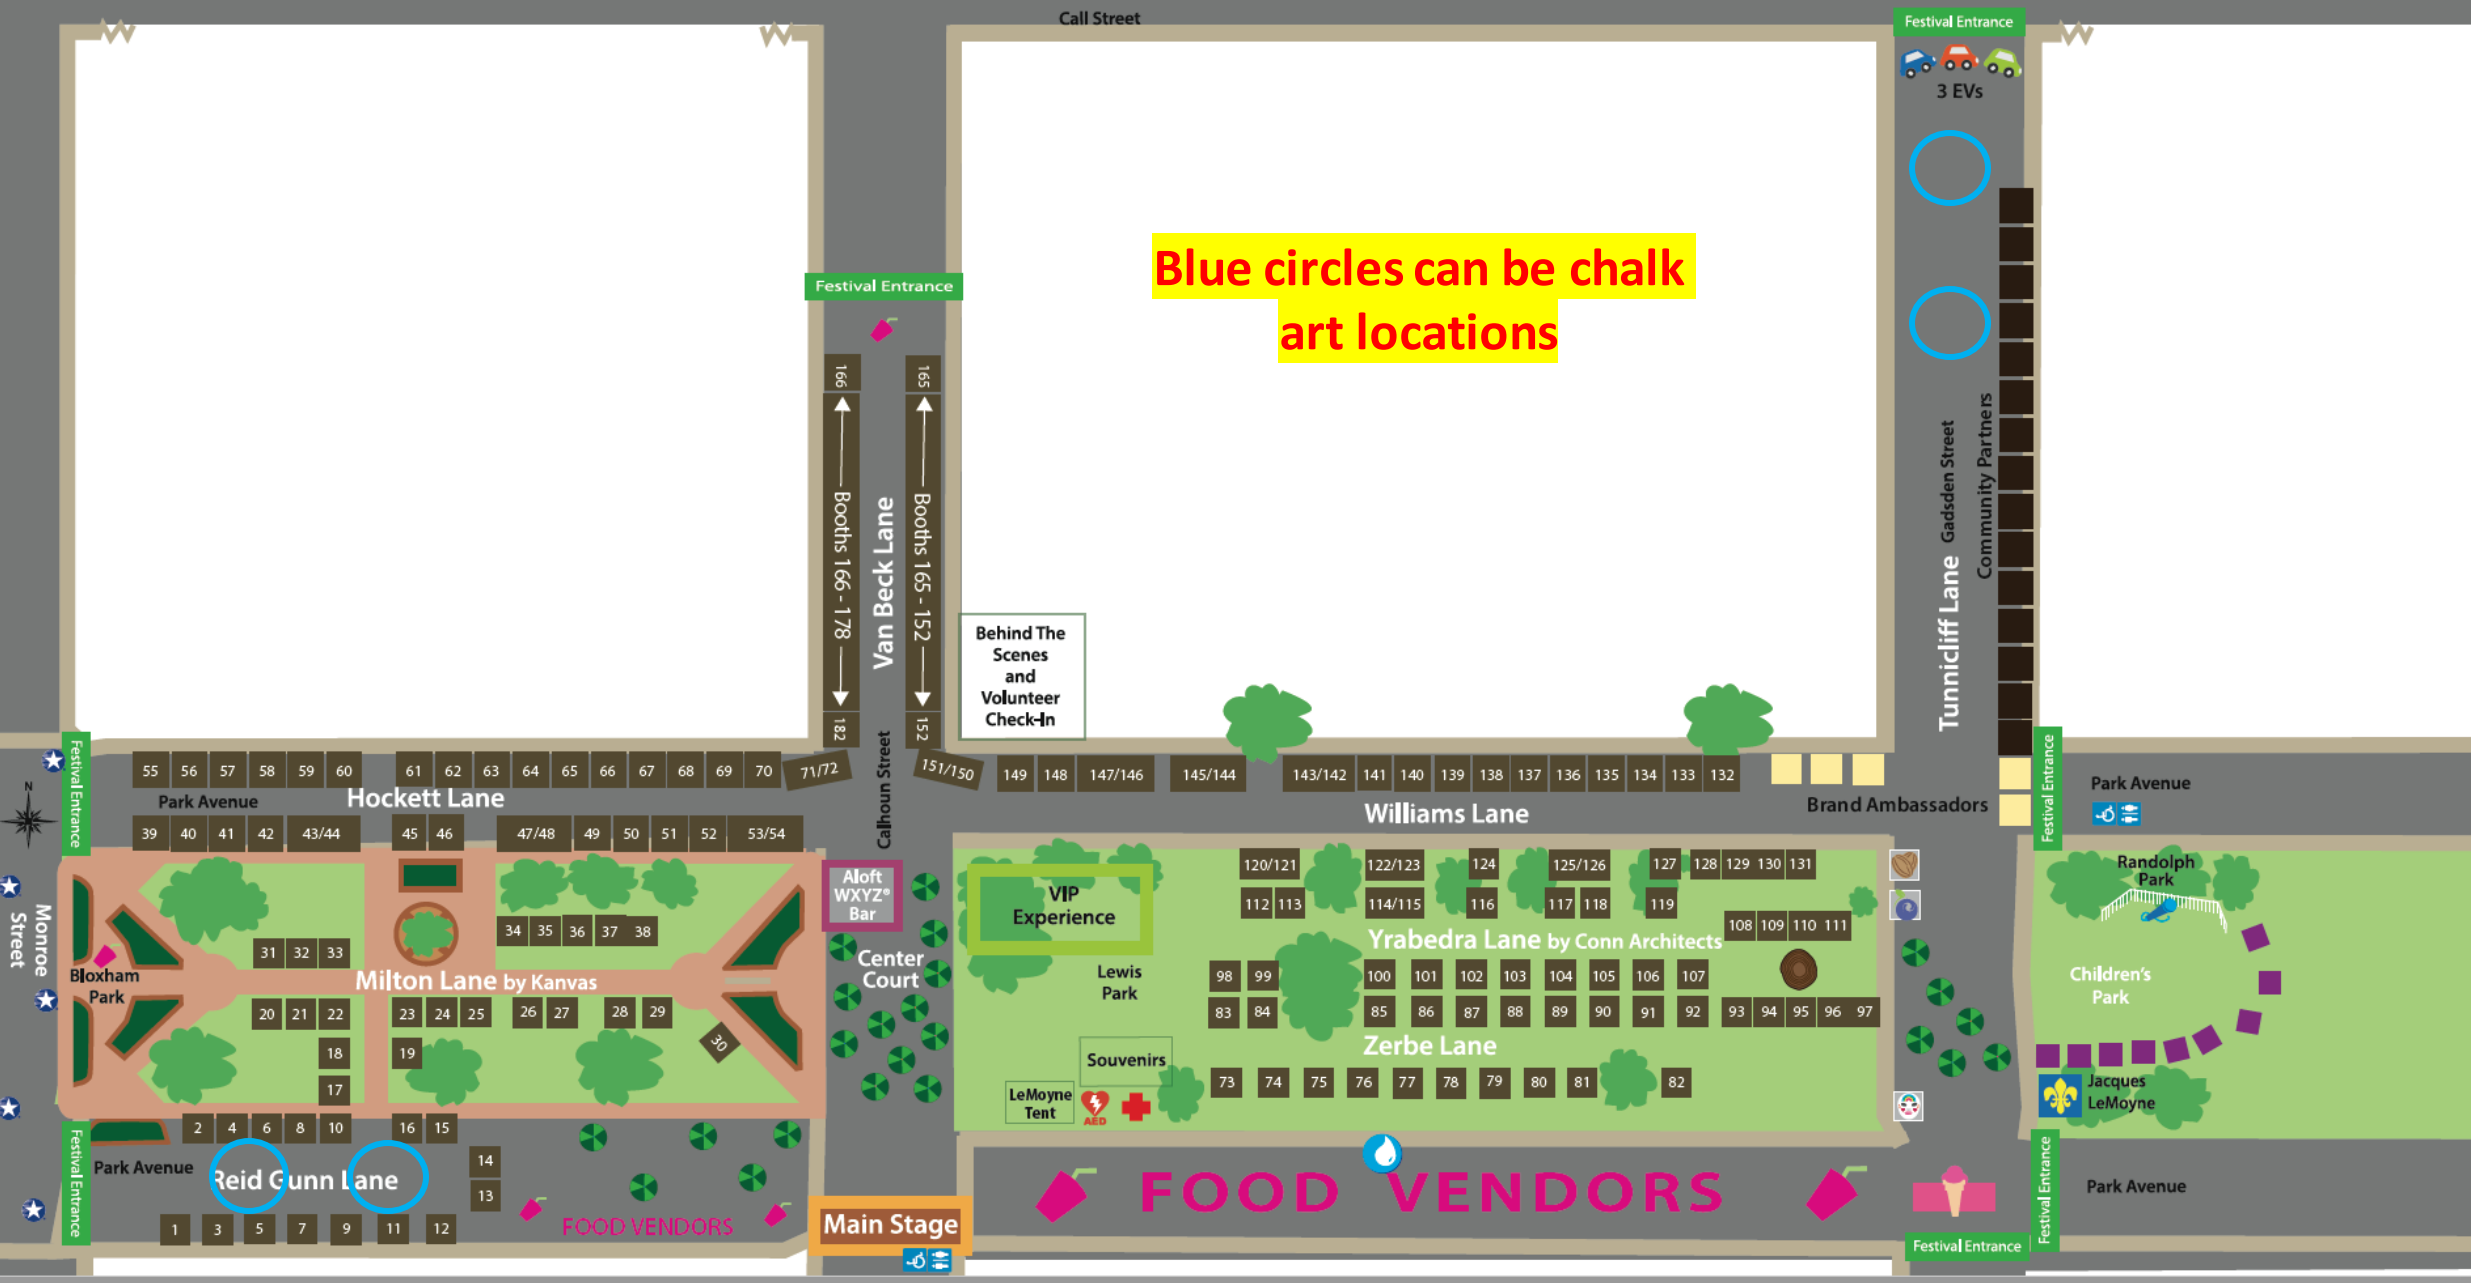 Call Street
Festival Entrance
3 EVs
Blue circles can be chalk
art locations
Festival Entrance
166
165
Booths 166 - 178
Van Beck Lane
Booths 165 - 152
182
152
Calhoun Street
Gadsden Street
Community Partners
Tunnicliff Lane
Behind The
Scenes
and
Volunteer
Check-In
Festival Entrance
55 56 57 58 59 60 61 62 63 64 65 66 67 68 69 70 71/72
151/150 149 148 147/146 145/144 143/142 141 140 139 138 137 136 135 134 133 132
Festival Entrance
Park Avenue
N
Park Avenue
Hockett Lane
Williams Lane
Brand Ambassadors
39 40 41 42 43/44 45 46 47/48 49 50 51 52 53/54
Aloft
WXYZ®
Bar
VIP
Experience
120/121 122/123 124 125/126 127 128 129 130 131
112 113 114/115 116 117 118 119
108 109 110 111
Randolph
Park
Monroe
Street
34 35 36 37 38
31 32 33
Yrabedra Lane by Conn Architects
Center
Court
Lewis
Park
Bloxham
Park
Milton Lane by Kanvas
98 99 100 101 102 103 104 105 106 107
Children's
Park
20 21 22 23 24 25 26 27 28 29
30
83 84 85 86 87 88 89 90 91 92 93 94 95 96 97
18 19
17
Zerbe Lane
Souvenirs
73 74 75 76 77 78 79 80 81 82
LeMoyne
Tent
AED
Jacques
LeMoyne
Festival Entrance
2 4 6 8 10 16 15
Park Avenue
Reid Gunn Lane
14
13
FOOD VENDORS
Festival Entrance
Park Avenue
1 3 5 7 9 11 12
FOOD VENDORS
Main Stage
Festival Entrance